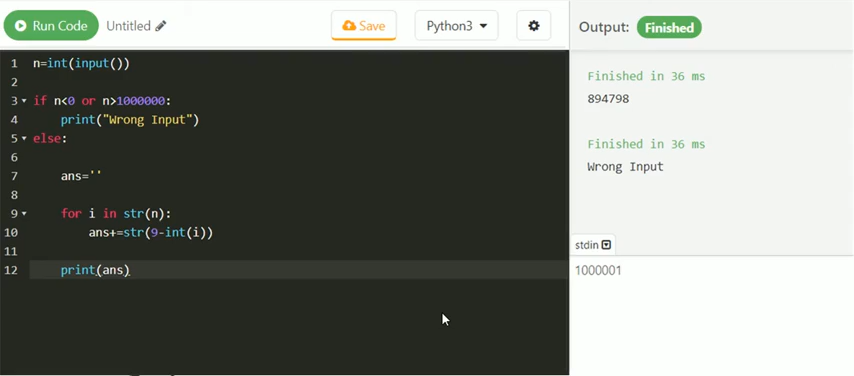 Run Code Untitled Save Python3 Output: Finished
1 n=int(input())
2
3 if n<0 or n>1000000:
4 print("Wrong Input")
5 else:
6
7 ans=''
8
9 for i in str(n):
10 ans+=str(9-int(i))
11
12 print(ans)
Finished in 36 ms
894798
Finished in 36 ms
Wrong Input
stdin
1000001